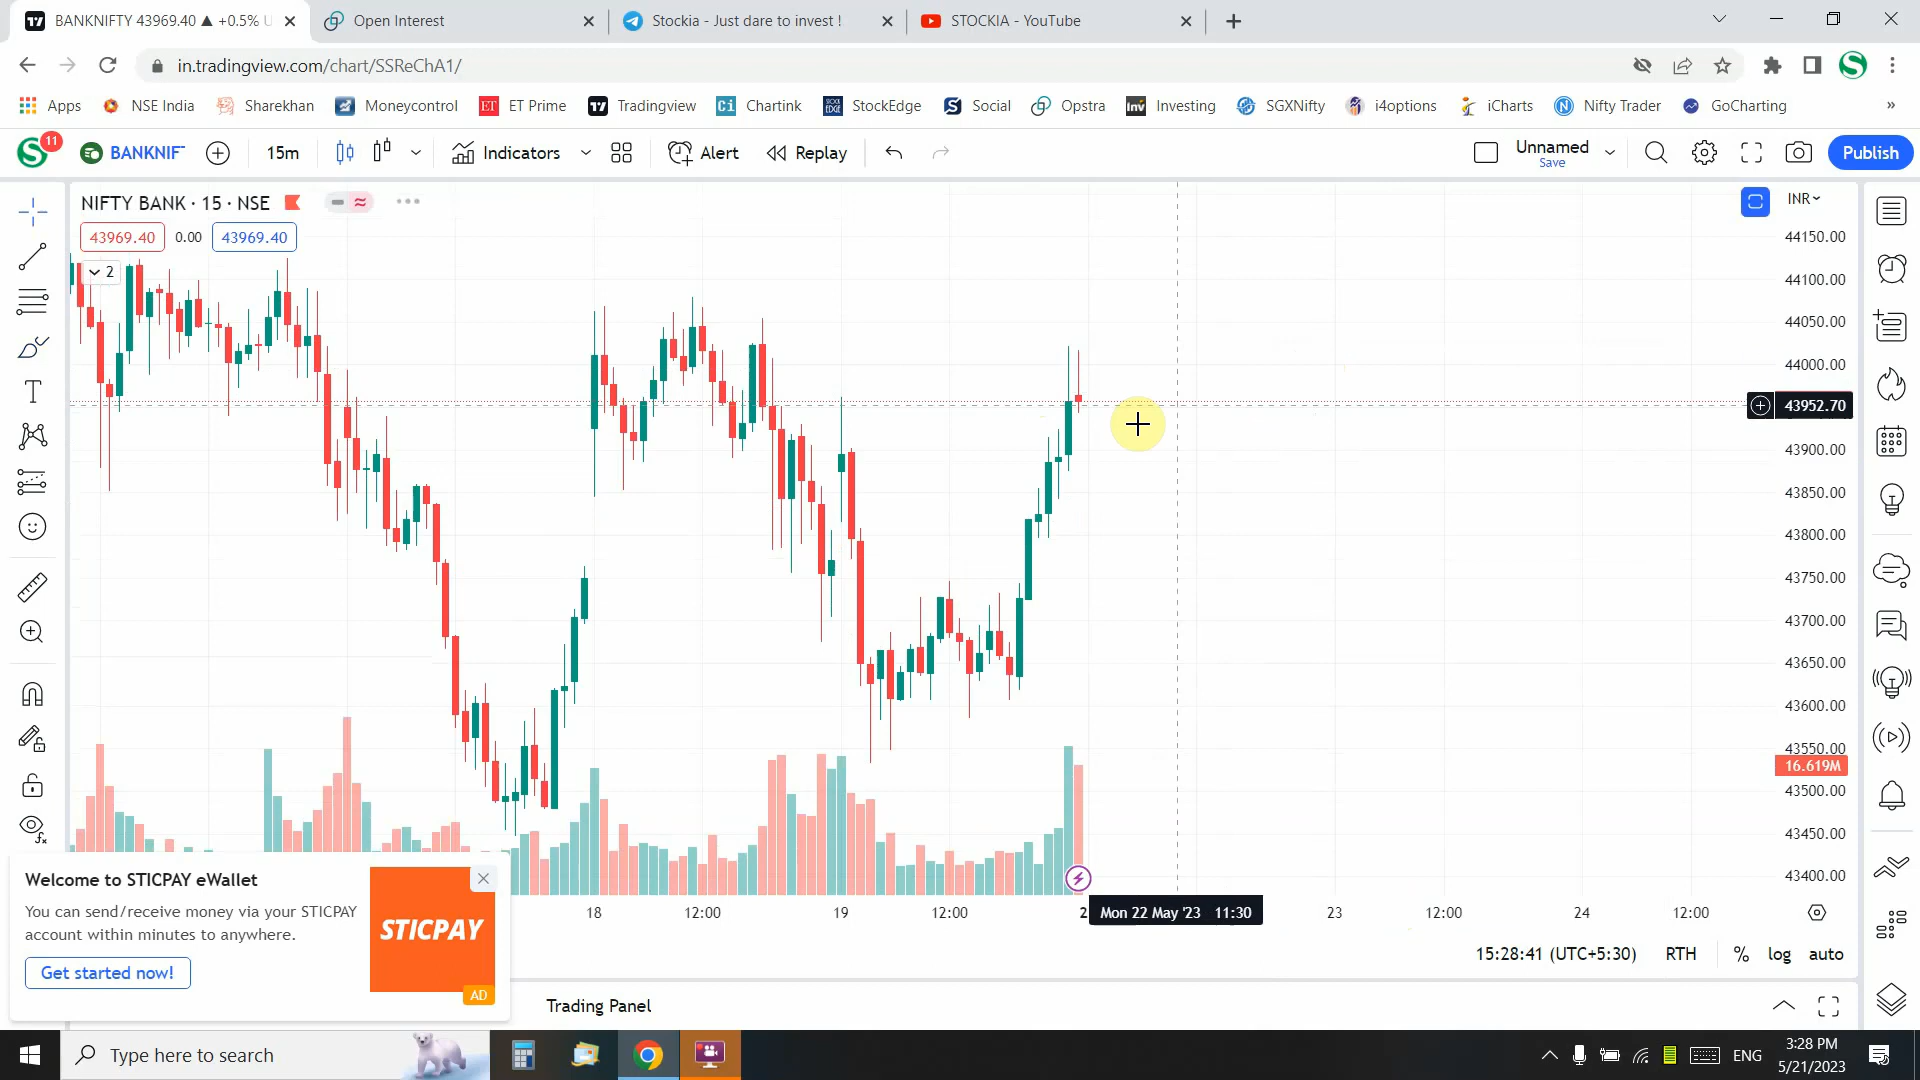 BANKNIFTY 43969.40 ▲ +0.5% U
Open Interest
Stockia - Just dare to invest !
STOCKIA - YouTube
in.tradingview.com/chart/SSReChA1/
Apps
NSE India
Sharekhan
Moneycontrol
ET
ET Prime
Tradingview
Ci
Chartink
StockEdge
Social
Opstra
Inv
Investing
SGXNifty
i4options
iCharts
Nifty Trader
GoCharting
»
11
BANKNIFT
15m
Indicators
Alert
Replay
Unnamed
Save
Publish
NIFTY BANK · 15 · NSE
43969.40
0.00
43969.40
2
INR
44150.00
44100.00
44050.00
44000.00
43952.70
43900.00
43850.00
43800.00
43750.00
43700.00
43650.00
43600.00
43550.00
16.619M
43500.00
43450.00
43400.00
18
12:00
19
12:00
2
Mon 22 May '23 11:30
23
12:00
24
12:00
15:28:41 (UTC+5:30)
RTH
%
log
auto
Welcome to STICPAY eWallet
You can send/receive money via your STICPAY
account within minutes to anywhere.
Get started now!
STICPAY
AD
Trading Panel
Type here to search
ENG
3:28 PM
5/21/2023